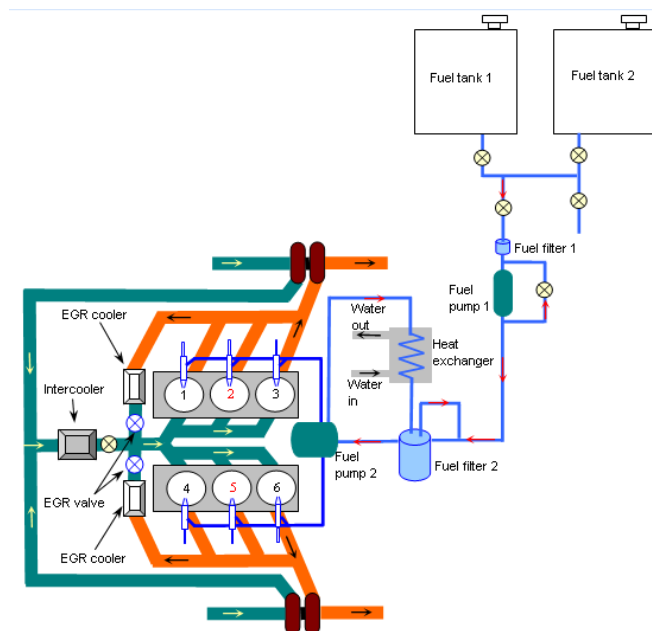 Fuel tank 1
Fuel tank 2
Fuel filter 1
Fuel
pump 1
EGR cooler
Water
out
Heat
exchanger
Water
in
Intercooler
1
2
3
Fuel
pump 2
Fuel filter 2
4
5
6
EGR valve
EGR cooler